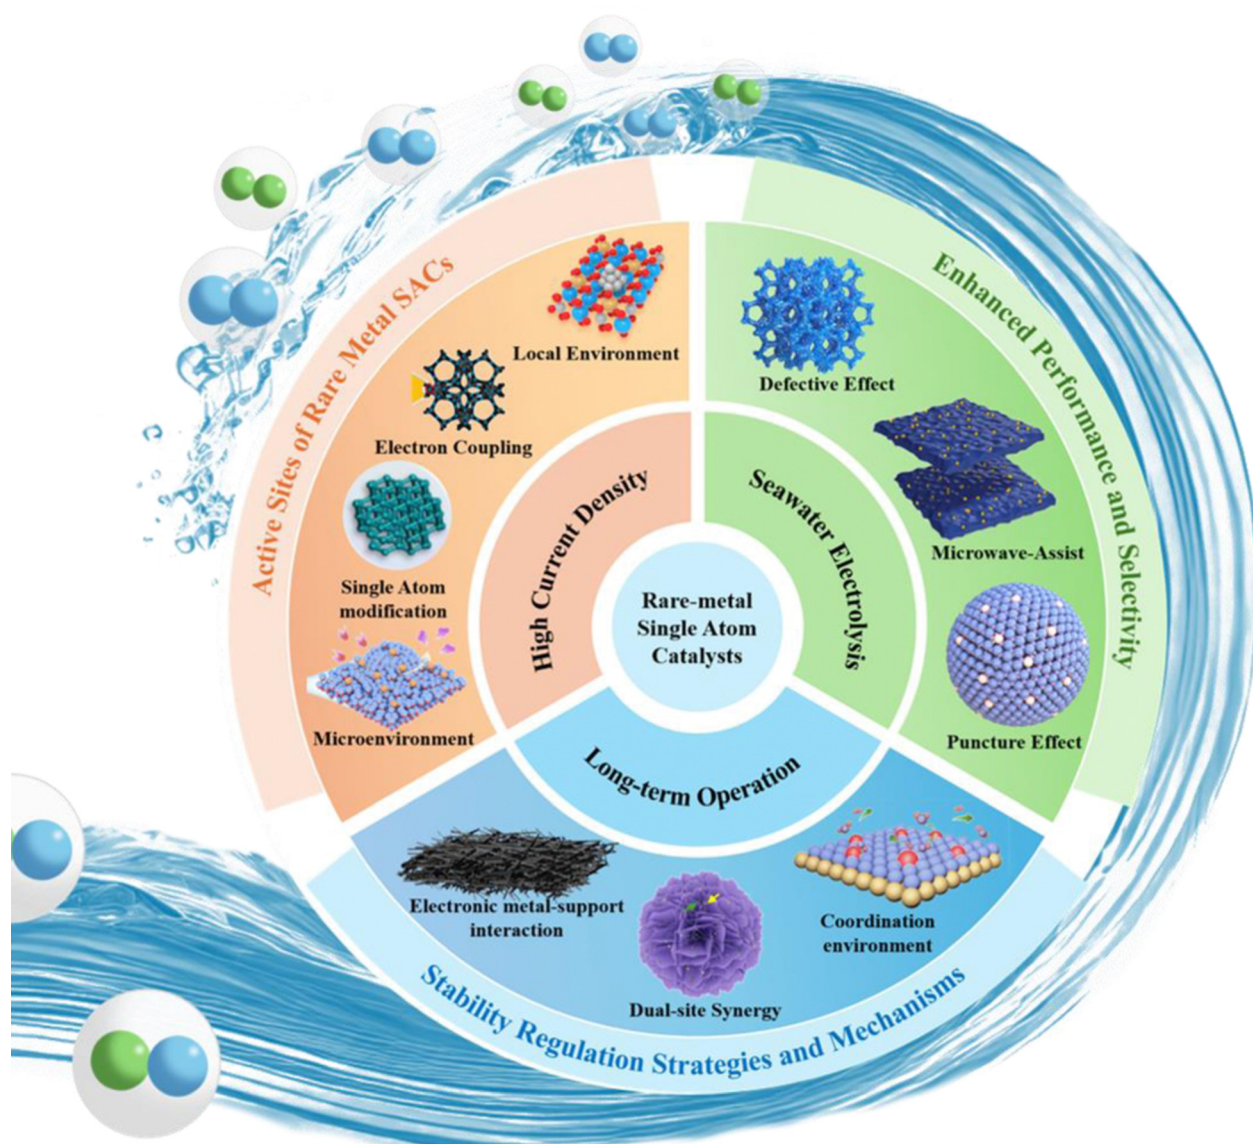 Active Sites of Rare Metal SACs
Local Environment
Electron Coupling
Single Atom
modification
Microenvironment
High Current Density
Enhanced Performance and Selectivity
Defective Effect
Microwave-Assist
Puncture Effect
Seawater Electrolysis
Rare-metal
Single Atom
Catalysts
Long-term Operation
Electronic metal-support
interaction
Dual-site Synergy
Coordination
environment
Stability Regulation Strategies and Mechanisms